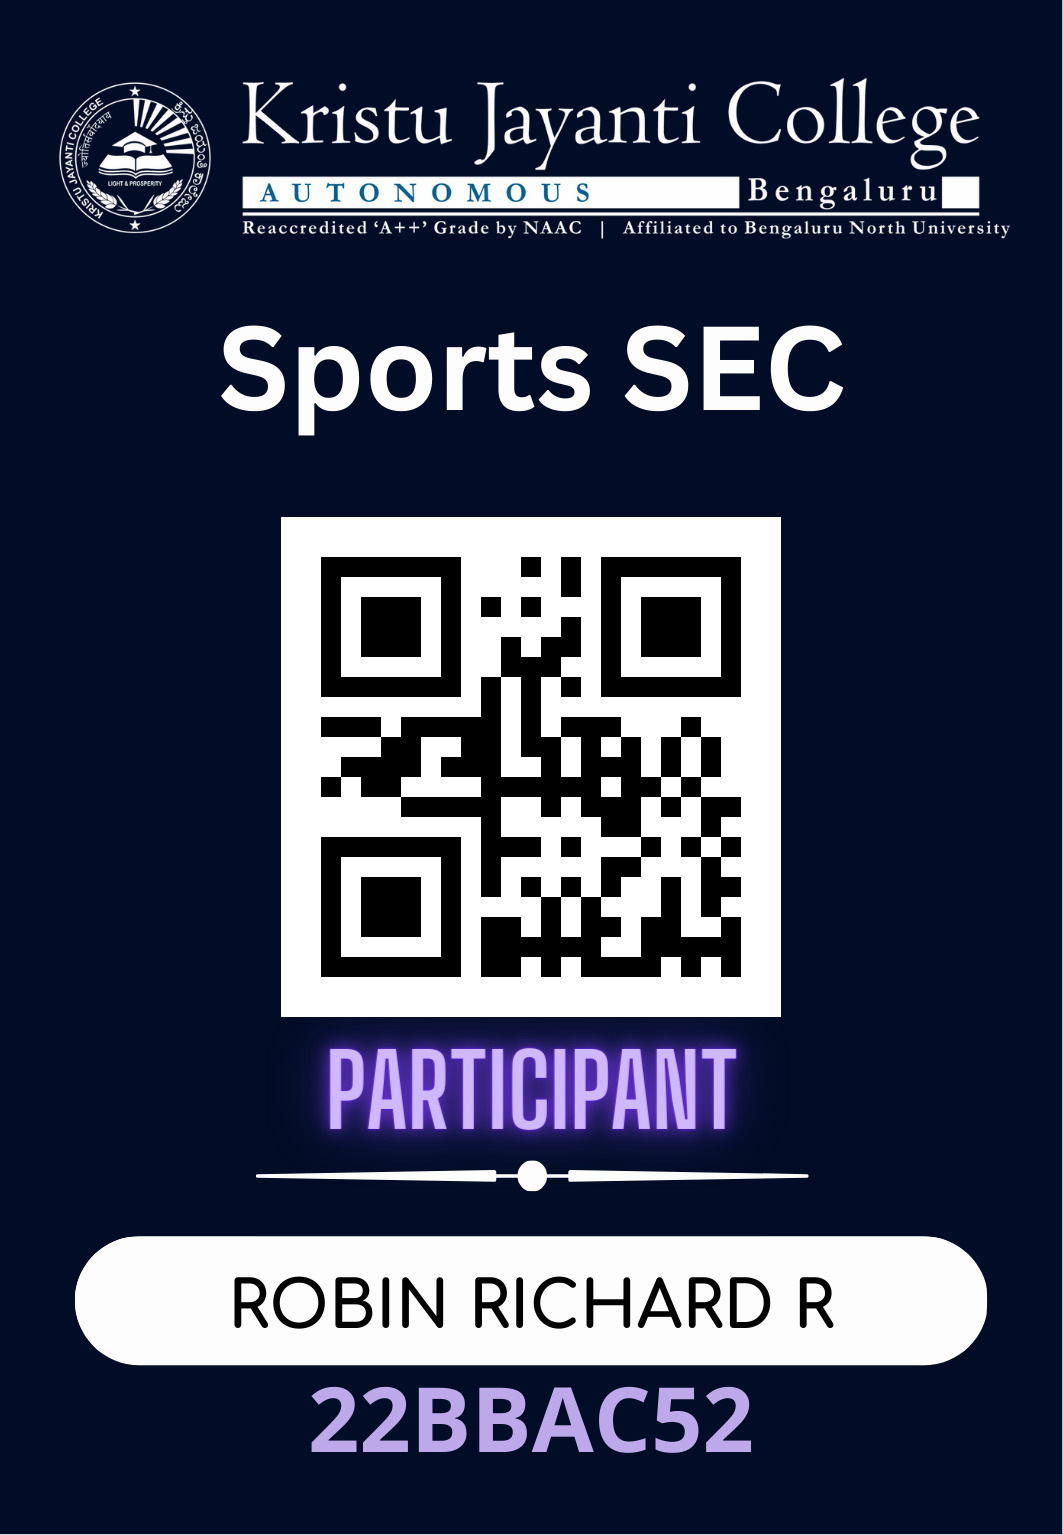 Kristu Jayanti College
AUTONOMOUS Bengaluru
Reaccredited ‘A++’ Grade by NAAC | Affiliated to Bengaluru North University
KRISTU JAYANTI COLLEGE
ಕ್ರಿಸ್ತು ಜಯಂತಿ ಕಾಲೇಜು
LIGHT & PROSPERITY
Sports SEC
PARTICIPANT
ROBIN RICHARD R
22BBAC52